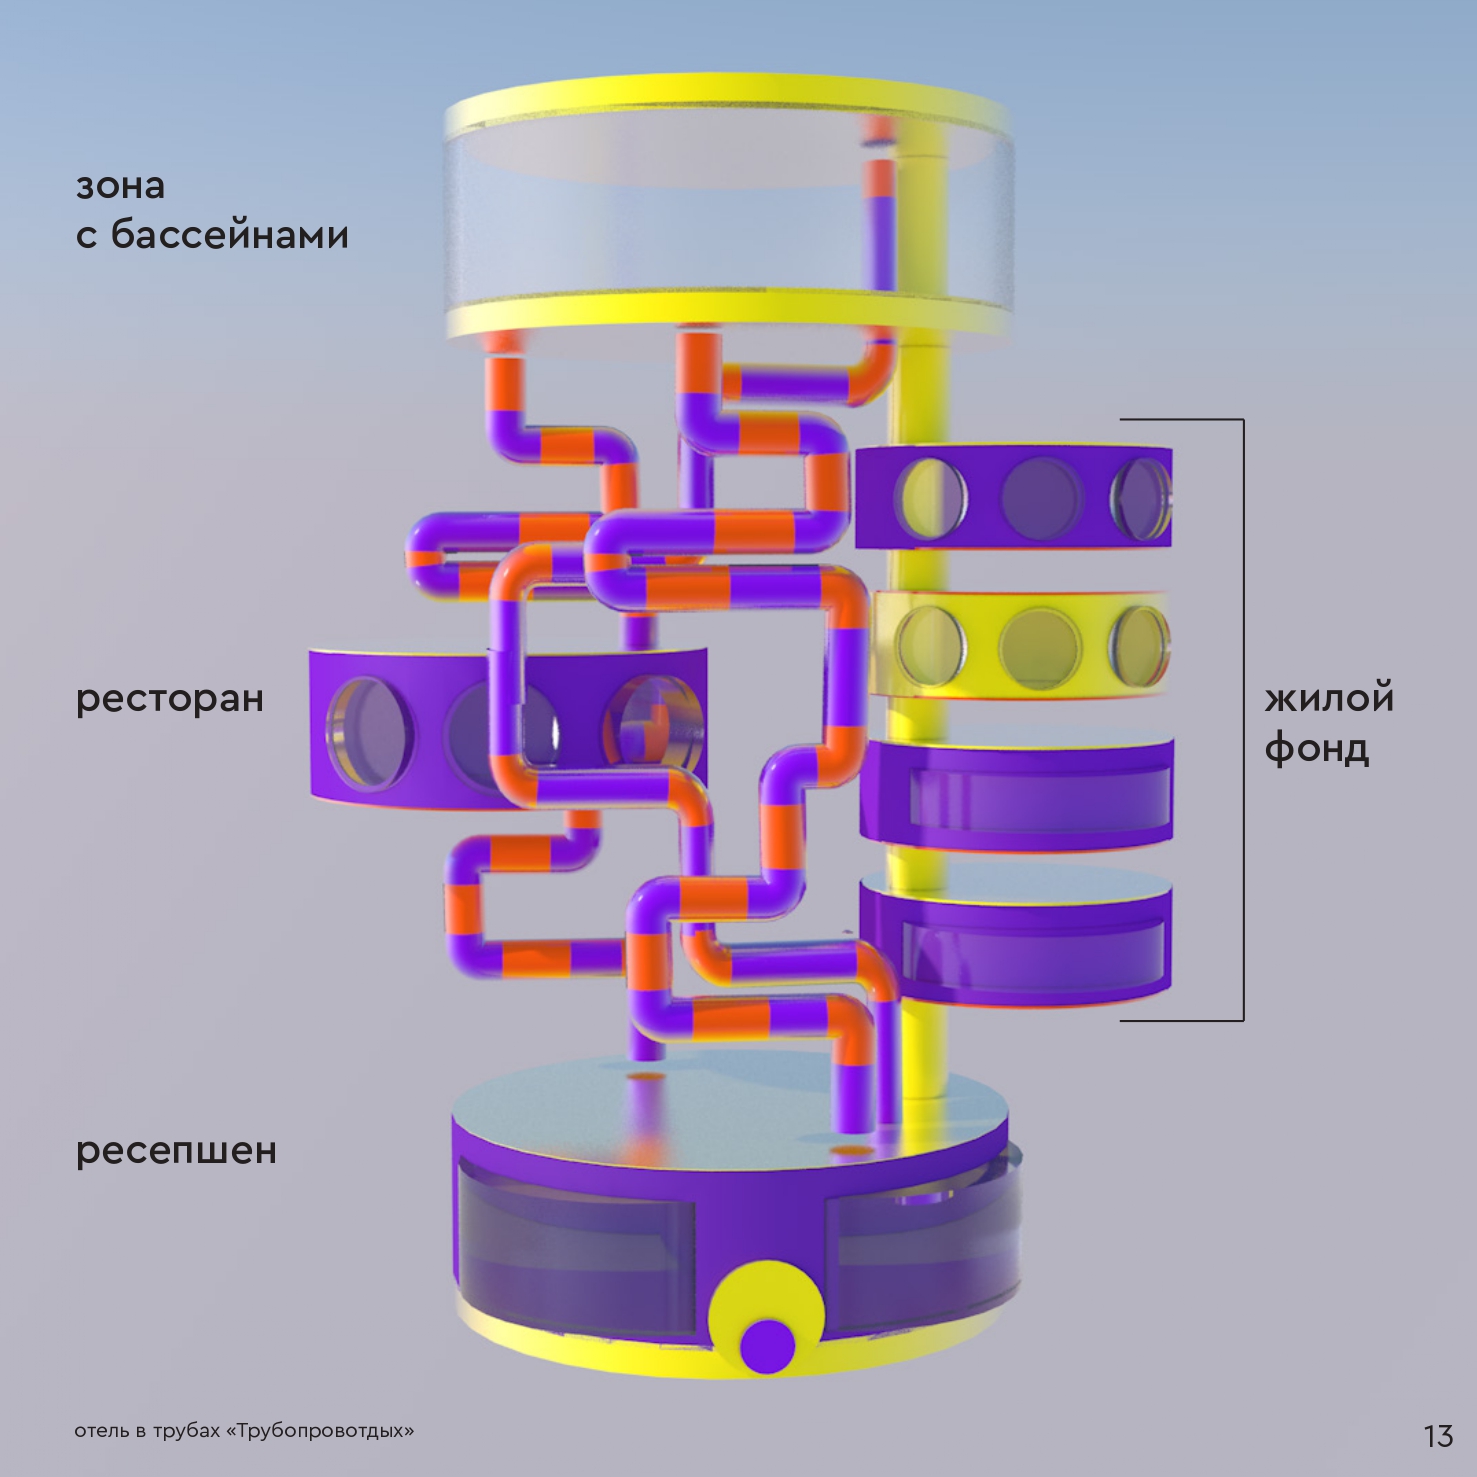 зона
с бассейнами
ресторан
жилой
фонд
ресепшен
отель в трубах «Трубопровотдых»
13